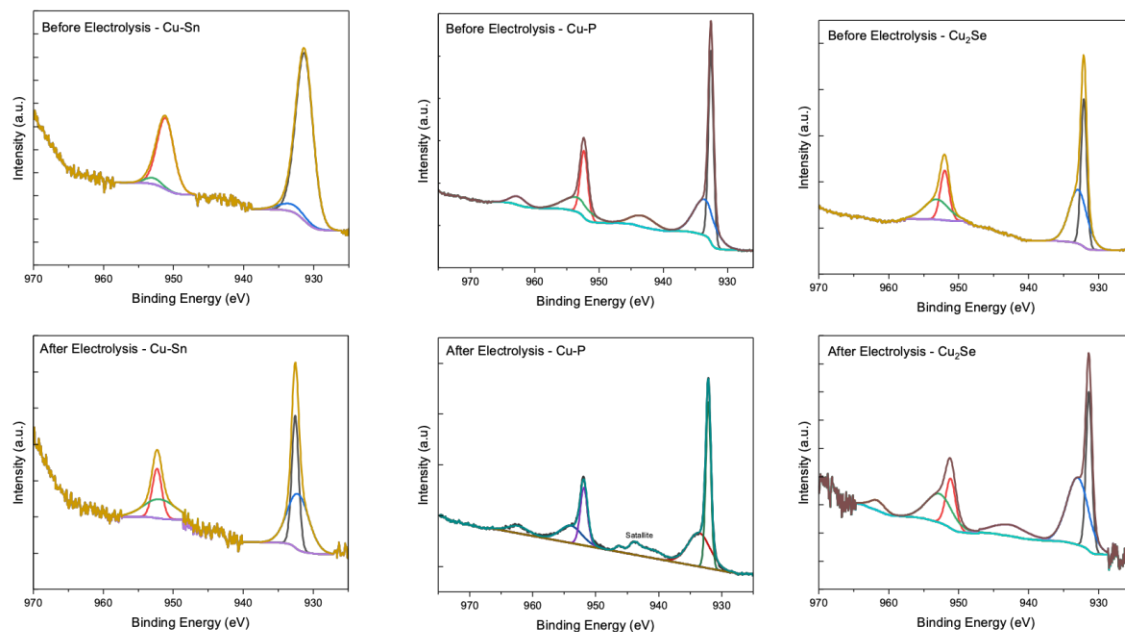 Before Electrolysis - Cu-Sn
Intensity (a.u.)
970 960 950 940 930
Binding Energy (eV)
Before Electrolysis - Cu-P
Intensity (a.u.)
970 960 950 940 930
Binding Energy (eV)
Before Electrolysis - Cu₂Se
Intensity (a.u.)
970 960 950 940 930
Binding Energy (eV)
After Electrolysis - Cu-Sn
Intensity (a.u.)
970 960 950 940 930
Binding Energy (eV)
After Electrolysis - Cu-P
Intensity (a.u)
Satallite
970 960 950 940 930
Binding Energy (eV)
After Electrolysis - Cu₂Se
Intensity (a.u.)
970 960 950 940 930
Binding Energy (eV)